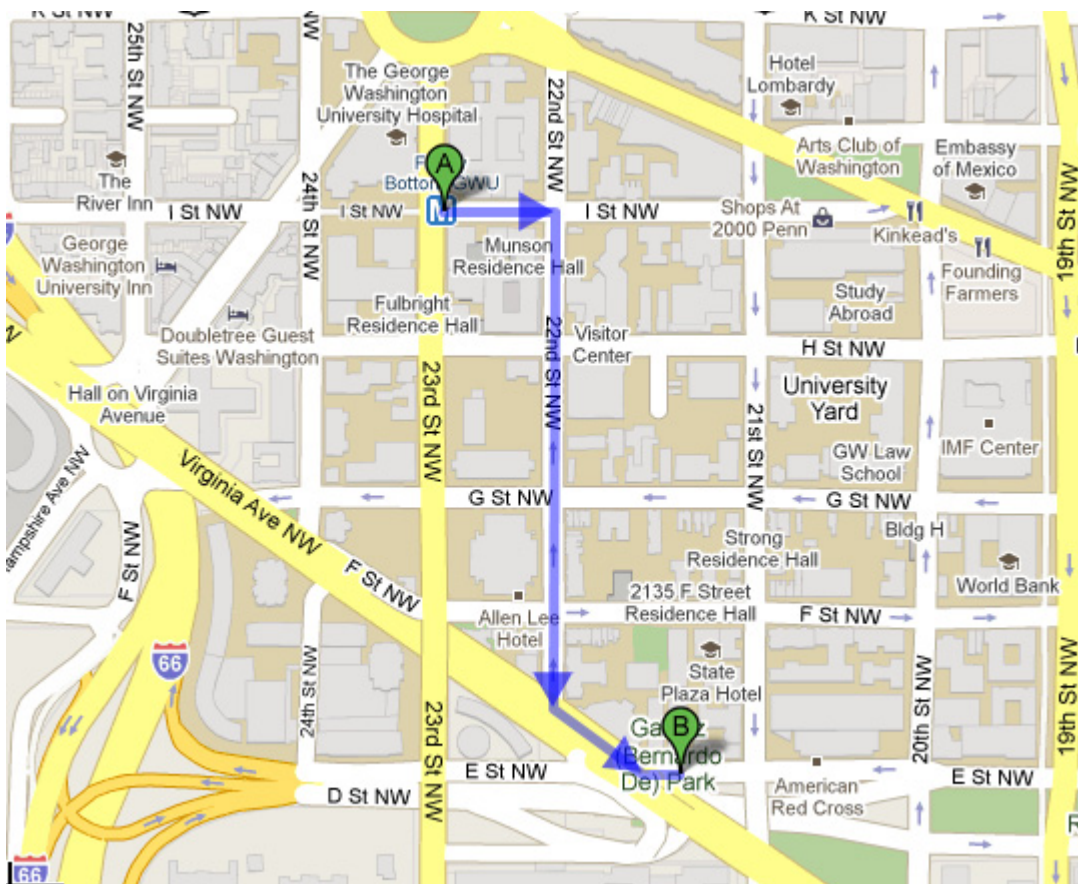 K St NW
K St NW
25th St NW
24th St NW
NW
22nd St NW
The George
Washington
University Hospital
Hotel
Lombardy
Arts Club of
Washington
Embassy
of Mexico
The
River Inn
A
GWU
M
I St NW
I St NW
I St NW
Shops At
2000 Penn
Kinkead's
19th St NW
George
Washington
University Inn
Munson
Residence Hall
Founding
Farmers
Study
Abroad
Fulbright
Residence Hall
Doubletree Guest
Suites Washington
22nd St NW
Visitor
Center
H St NW
Hall on Virginia
Avenue
23rd St NW
University
Yard
21st St NW
IMF Center
GW Law
School
Virginia Ave NW
G St NW
G St NW
F St NW
F St NW
Bldg H
Strong
Residence Hall
World Bank
2135 F Street
Residence Hall
Allen Lee
Hotel
F St NW
66
24th St NW
State
Plaza Hotel
23rd St NW
20th St NW
19th St NW
B
De) Park
E St NW
E St NW
D St NW
American
Red Cross
66